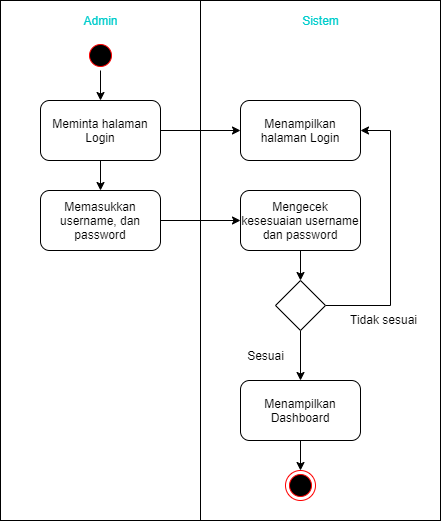 Admin
Sistem
Meminta halaman
Login
Menampilkan
halaman Login
Memasukkan
username, dan
password
Mengecek
kesesuaian username
dan password
Tidak sesuai
Sesuai
Menampilkan
Dashboard